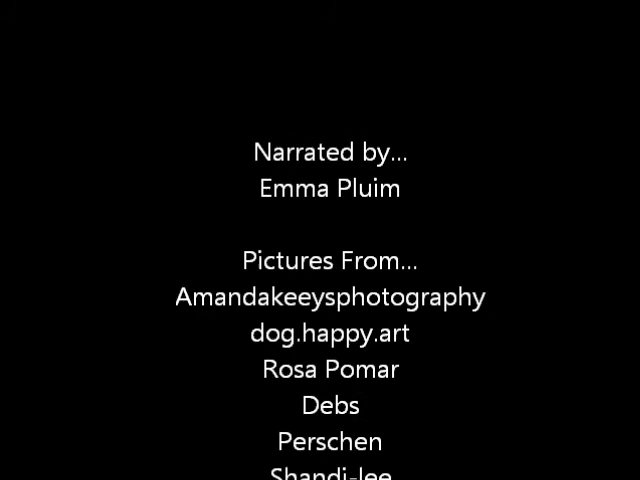 Narrated by...
Emma Pluim
Pictures From...
Amandakeeysphotography
dog.happy.art
Rosa Pomar
Debs
Perschen
Shandi-lee